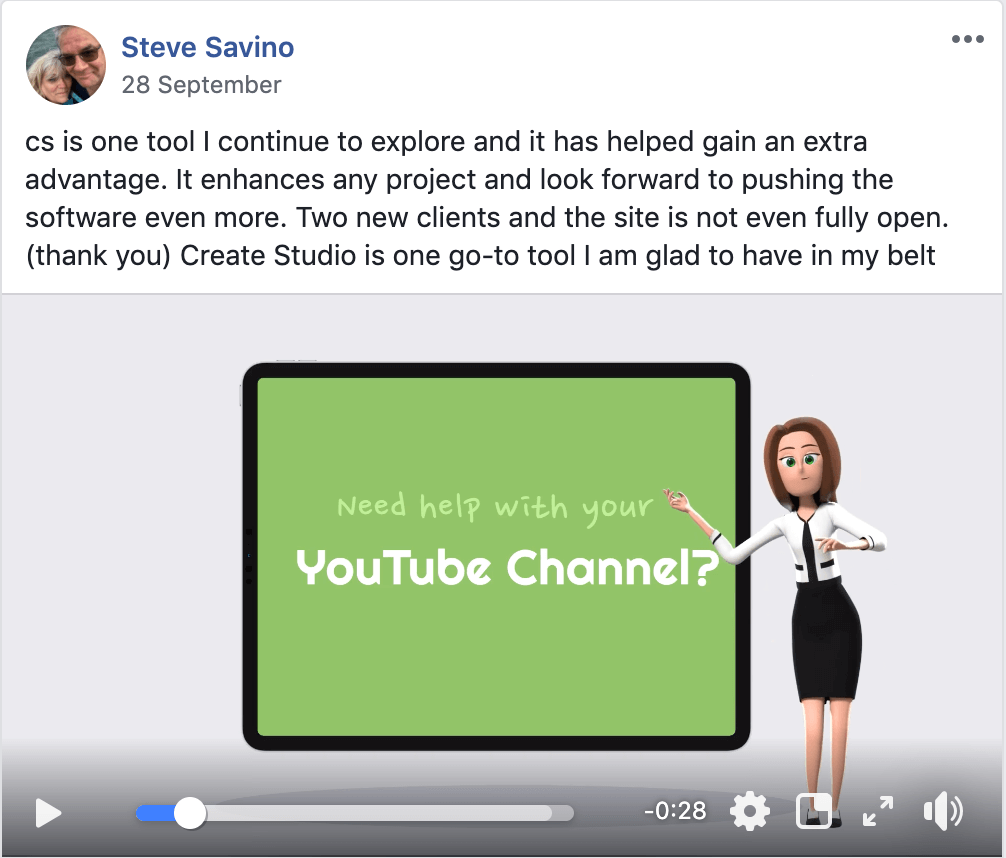 Steve Savino
28 September
cs is one tool I continue to explore and it has helped gain an extra
advantage. It enhances any project and look forward to pushing the
software even more. Two new clients and the site is not even fully open.
(thank you) Create Studio is one go-to tool I am glad to have in my belt
Need help with your
YouTube Channel?
-0:28